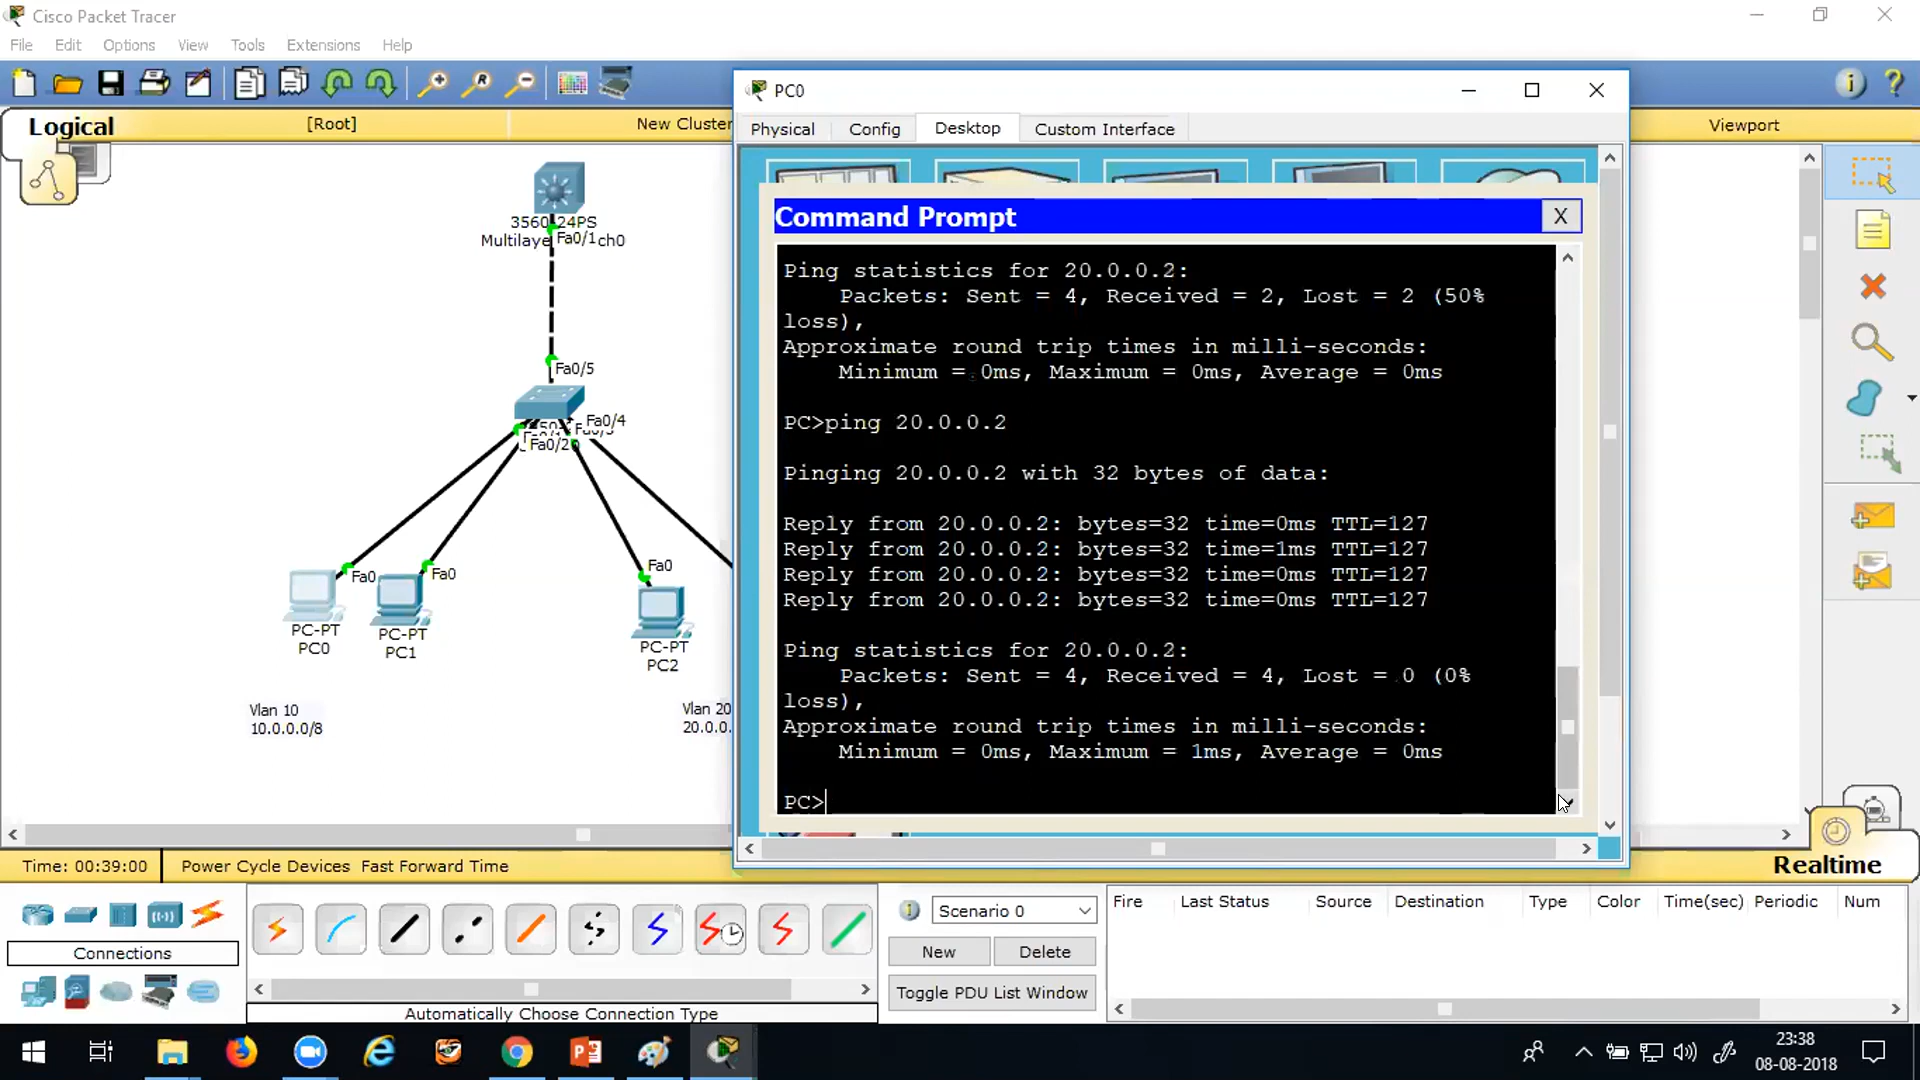 Cisco Packet Tracer
File Edit Options View Tools Extensions Help
Logical
[Root]
New Cluster
Viewport
PC0
Physical Config Desktop Custom Interface
Command Prompt
X
Ping statistics for 20.0.0.2:
Packets: Sent = 4, Received = 2, Lost = 2 (50%
loss),
Approximate round trip times in milli-seconds:
Minimum = 0ms, Maximum = 0ms, Average = 0ms
PC>ping 20.0.0.2
Pinging 20.0.0.2 with 32 bytes of data:
Reply from 20.0.0.2: bytes=32 time=0ms TTL=127
Reply from 20.0.0.2: bytes=32 time=1ms TTL=127
Reply from 20.0.0.2: bytes=32 time=0ms TTL=127
Reply from 20.0.0.2: bytes=32 time=0ms TTL=127
Ping statistics for 20.0.0.2:
Packets: Sent = 4, Received = 4, Lost = 0 (0%
loss),
Approximate round trip times in milli-seconds:
Minimum = 0ms, Maximum = 1ms, Average = 0ms
PC>
3560-24PS
Multilaye Fa0/1 ch0
Fa0/5
Fa0/4
Fa0/2
Fa0
Fa0
Fa0
PC-PT
PC0
PC-PT
PC1
PC-PT
PC2
Vlan 10
10.0.0.0/8
Vlan 20
20.0.0.
Time: 00:39:00
Power Cycle Devices Fast Forward Time
Realtime
Connections
Automatically Choose Connection Type
Scenario 0
New
Delete
Toggle PDU List Window
Fire Last Status Source Destination Type Color Time(sec) Periodic Num
23:38
08-08-2018